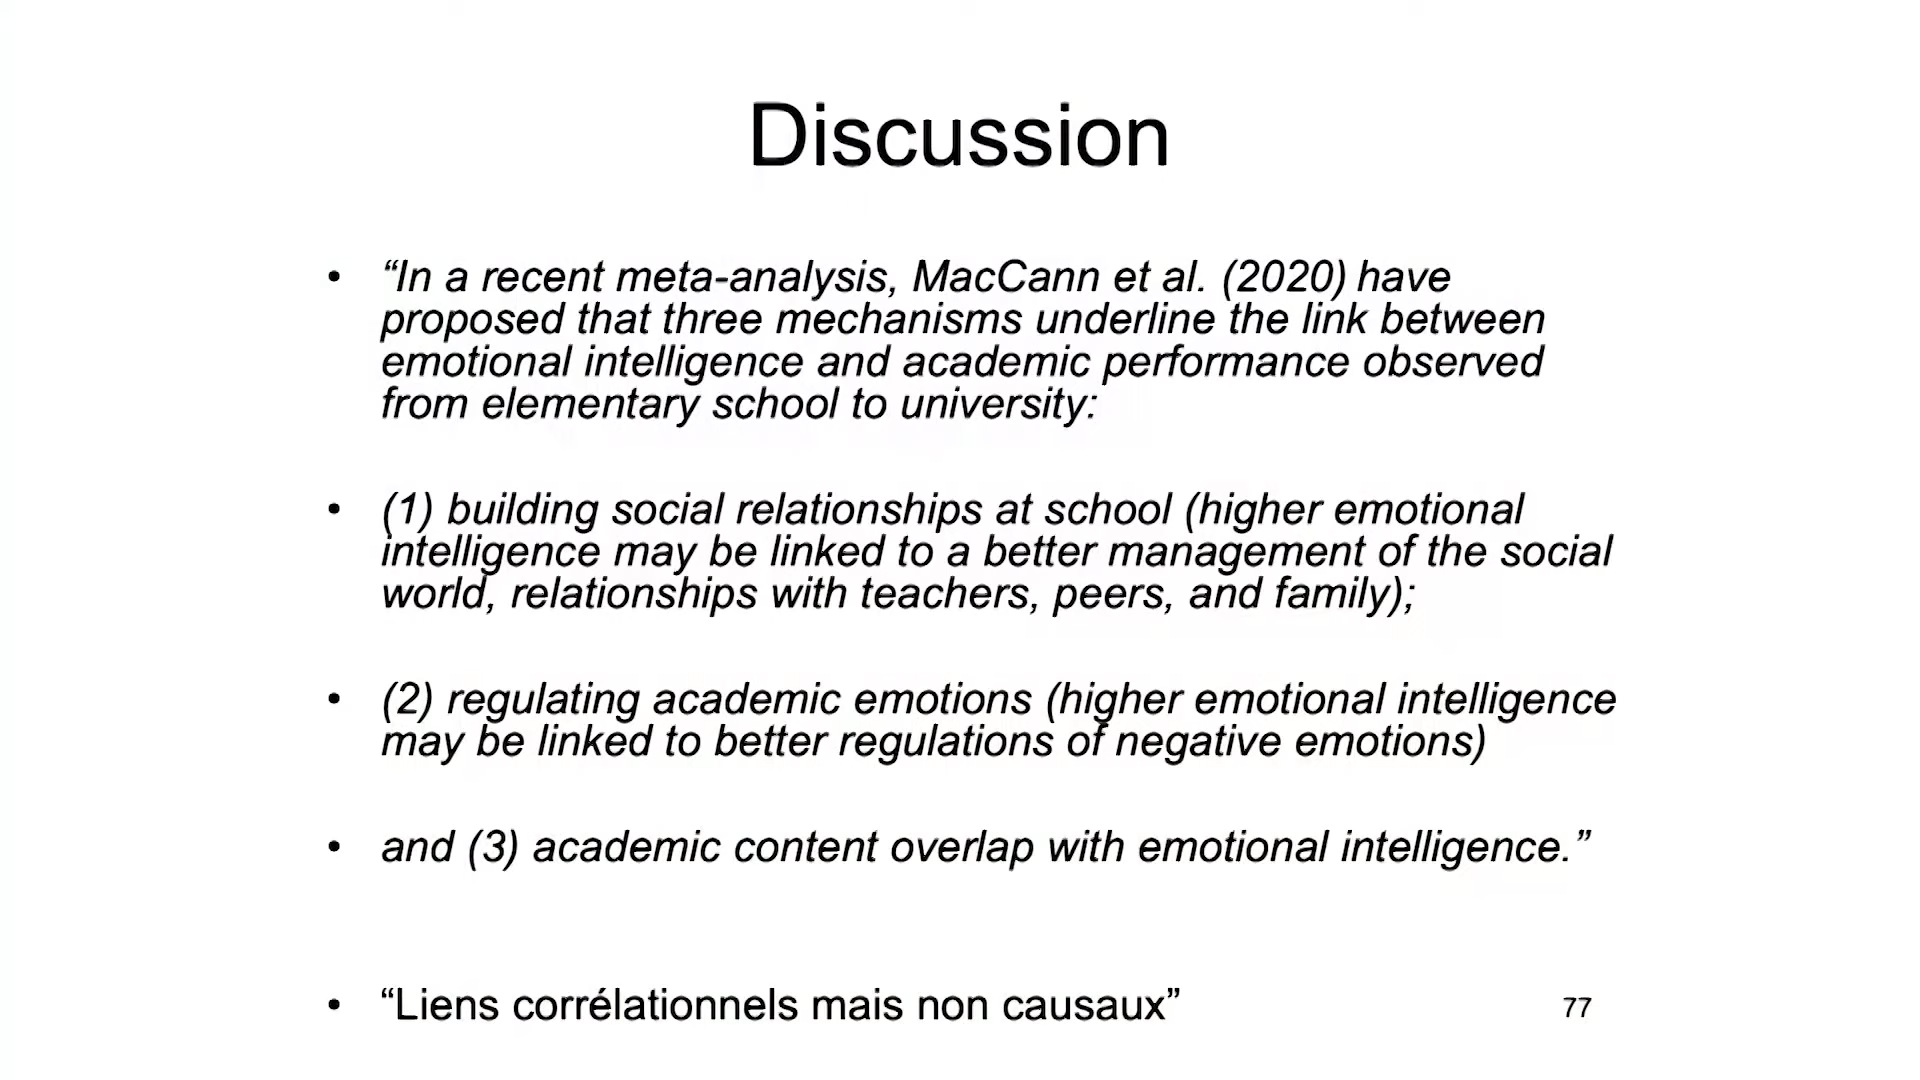 Discussion
• “In a recent meta-analysis, MacCann et al. (2020) have
proposed that three mechanisms underline the link between
emotional intelligence and academic performance observed
from elementary school to university:
• (1) building social relationships at school (higher emotional
intelligence may be linked to a better management of the social
world, relationships with teachers, peers, and family);
• (2) regulating academic emotions (higher emotional intelligence
may be linked to better regulations of negative emotions)
• and (3) academic content overlap with emotional intelligence.”
• “Liens corrélationnels mais non causaux”
77